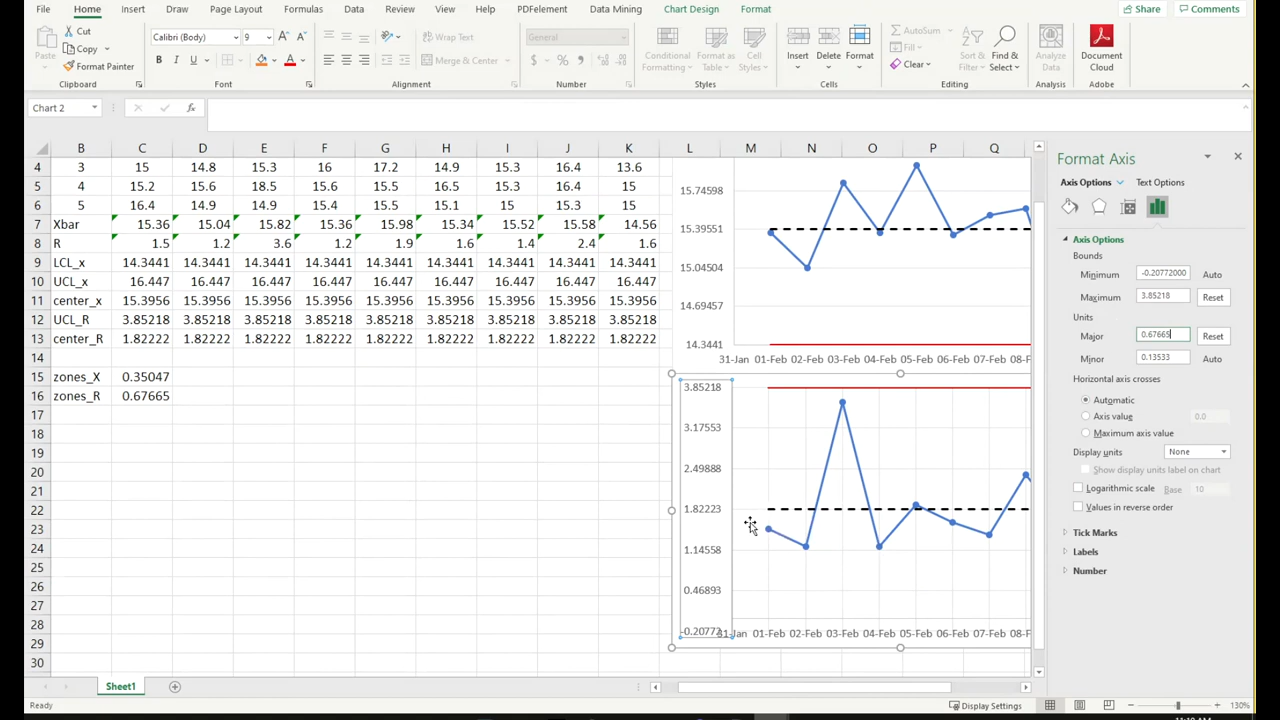 File Home Insert Draw Page Layout Formulas Data Review View Help PDFelement Data Mining Chart Design Format Share Comments
Paste Cut Copy Format Painter
Calibri (Body) 9 A A
B I U A
Wrap Text
Merge & Center
General
$ %
Conditional Formatting Format as Table Cell Styles
Insert Delete Format
AutoSum Fill Clear
Sort & Filter Find & Select
Analyze Data
Document Cloud
Clipboard Font Alignment Number Styles Cells Editing Analysis Adobe
Chart 2 fx
B C D E F G H I J K L M N O P Q
4 3 15 14.8 15.3 16 17.2 14.9 15.3 16.4 13.6
5 4 15.2 15.6 18.5 15.6 15.5 16.5 15.3 16.4 15
6 5 16.4 14.9 14.9 15.4 15.5 15.1 15 15.3 15
7 Xbar 15.36 15.04 15.82 15.36 15.98 15.34 15.52 15.58 14.56
8 R 1.5 1.2 3.6 1.2 1.9 1.6 1.4 2.4 1.6
9 LCL_x 14.3441 14.3441 14.3441 14.3441 14.3441 14.3441 14.3441 14.3441 14.3441
10 UCL_x 16.447 16.447 16.447 16.447 16.447 16.447 16.447 16.447 16.447
11 center_x 15.3956 15.3956 15.3956 15.3956 15.3956 15.3956 15.3956 15.3956 15.3956
12 UCL_R 3.85218 3.85218 3.85218 3.85218 3.85218 3.85218 3.85218 3.85218 3.85218
13 center_R 1.82222 1.82222 1.82222 1.82222 1.82222 1.82222 1.82222 1.82222 1.82222
14
15 zones_X 0.35047
16 zones_R 0.67665
17
18
19
20
21
22
23
24
25
26
27
28
29
30
15.74598
15.39551
15.04504
14.69457
14.3441
31-Jan 01-Feb 02-Feb 03-Feb 04-Feb 05-Feb 06-Feb 07-Feb 08-F
3.85218
3.17553
2.49888
1.82223
1.14558
0.46893
-0.20772
31-Jan 01-Feb 02-Feb 03-Feb 04-Feb 05-Feb 06-Feb 07-Feb 08-F
Format Axis
Axis Options Text Options
Axis Options
Bounds
Minimum -0.20772000 Auto
Maximum 3.85218 Reset
Units
Major 0.67665 Reset
Minor 0.13533 Auto
Horizontal axis crosses
Automatic
Axis value 0.0
Maximum axis value
Display units None
Show display units label on chart
Logarithmic scale Base 10
Values in reverse order
Tick Marks
Labels
Number
Sheet1
Ready Display Settings 130%